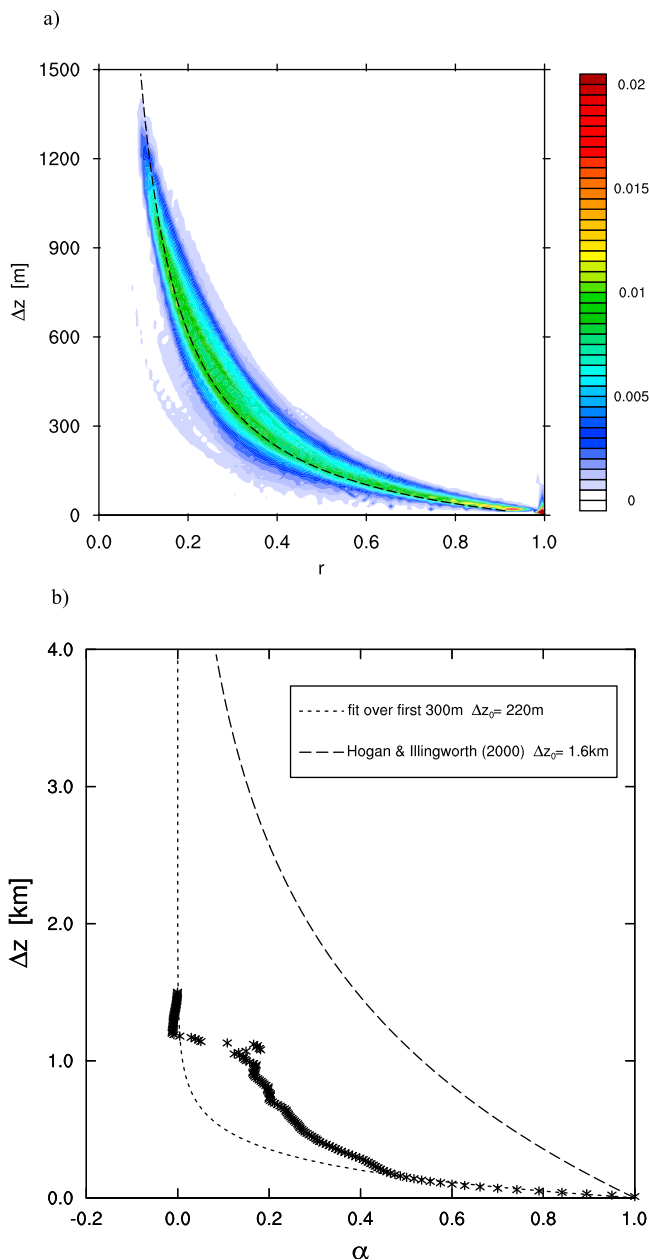 a)
1500
1200
900
600
300
0
Δz [m]
0.0 0.2 0.4 0.6 0.8 1.0
r
0.02
0.015
0.01
0.005
0
b)
4.0
3.0
2.0
1.0
0.0
Δz [km]
fit over first 300m Δz₀= 220m
Hogan & Illingworth (2000) Δz₀= 1.6km
-0.2 0.0 0.2 0.4 0.6 0.8 1.0
α